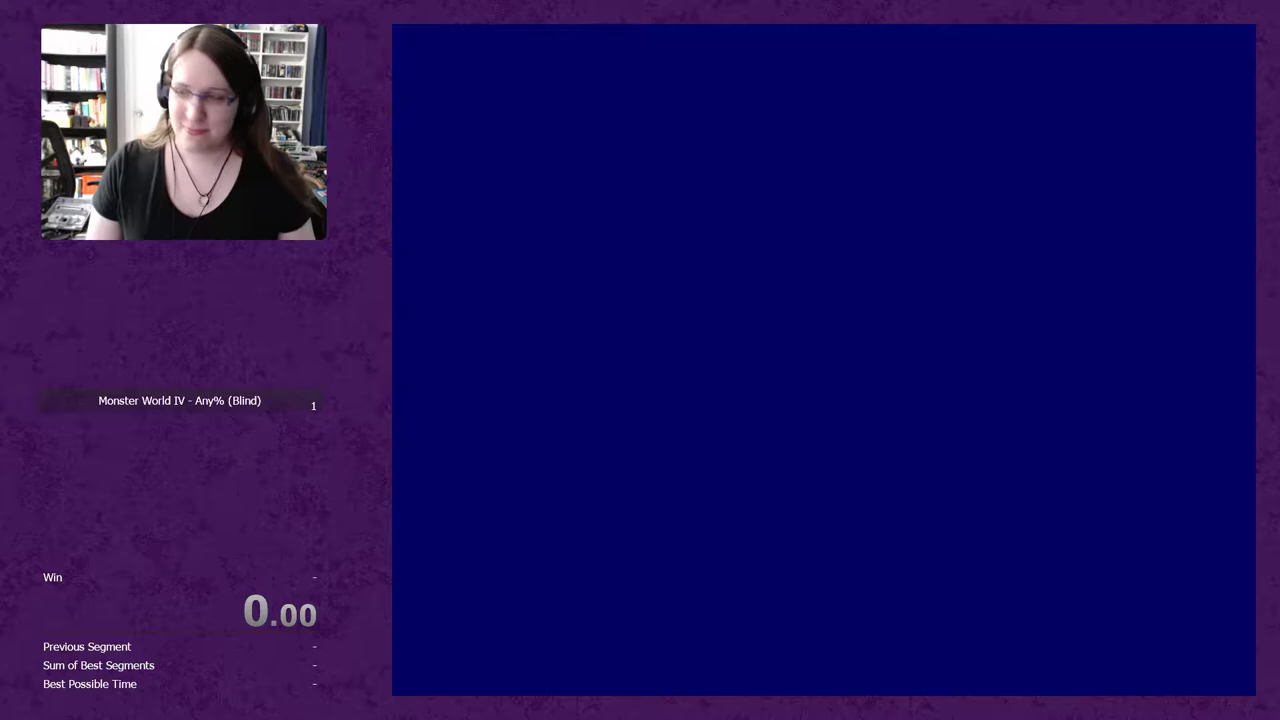 Monster World IV - Any% (Blind)
1
Win -
0.00
Previous Segment -
Sum of Best Segments -
Best Possible Time -